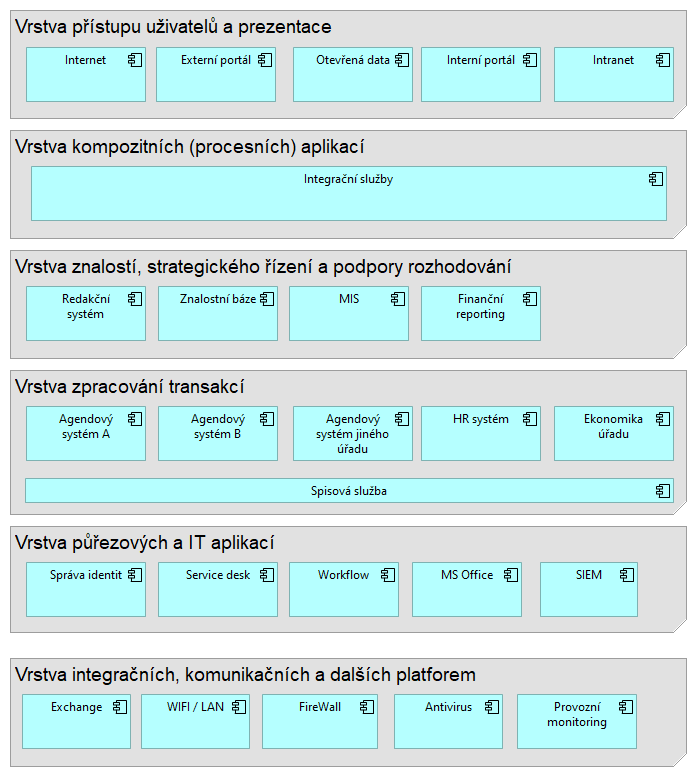 Vrstva přístupu uživatelů a prezentace
Internet
Externí portál
Otevřená data
Interní portál
Intranet
Vrstva kompozitních (procesních) aplikací
Integrační služby
Vrstva znalostí, strategického řízení a podpory rozhodování
Redakční
systém
Znalostní báze
MIS
Finanční
reporting
Vrstva zpracování transakcí
Agendový
systém A
Agendový
systém B
Agendový
systém jiného
úřadu
HR systém
Ekonomika
úřadu
Spisová služba
Vrstva půřezových a IT aplikací
Správa identit
Service desk
Workflow
MS Office
SIEM
Vrstva integračních, komunikačních a dalších platforem
Exchange
WIFI / LAN
FireWall
Antivirus
Provozní
monitoring